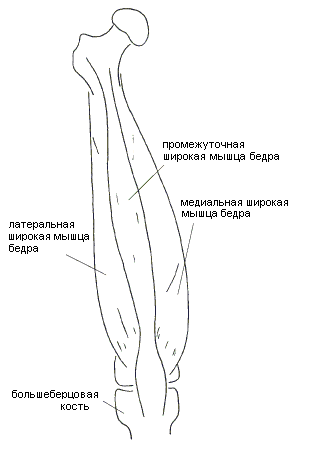 промежуточная
широкая мышца бедра
медиальная широкая
мышца бедра
латеральная
широкая мышца
бедра
большеберцовая
кость